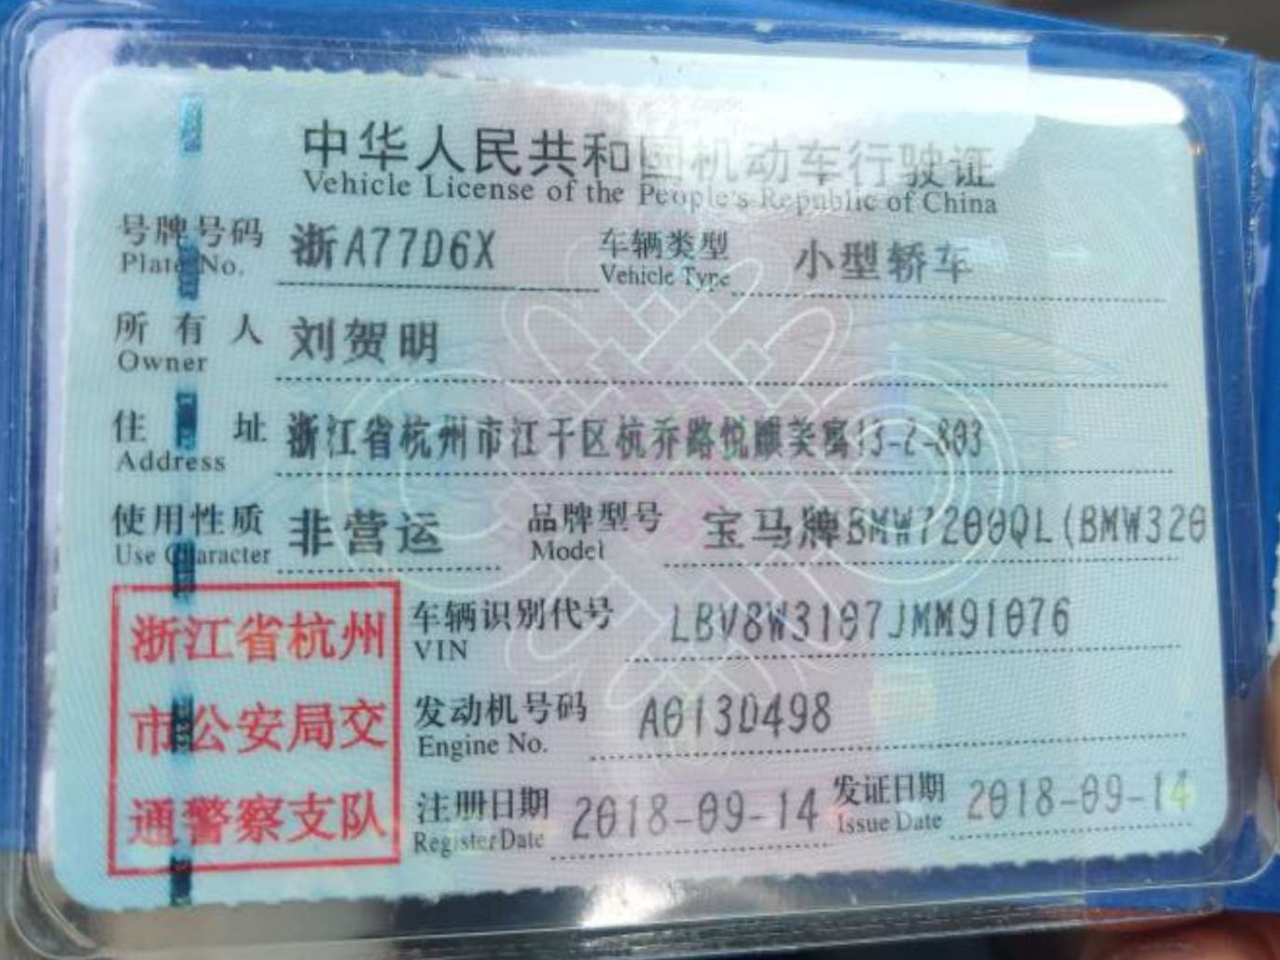 中华人民共和国机动车行驶证
Vehicle License of the People's Republic of China
号牌号码 浙A77D6X 车辆类型 小型轿车
Plate No. Vehicle Type
所有人 刘贺明
Owner
住址 浙江省杭州市江干区杭乔路悦麒美寓13-2-803
Address
使用性质 非营运 品牌型号 宝马牌BMW7200QL(BMW320
Use Character Model
浙江省杭州
市公安局交
通警察支队
车辆识别代号 LBV8W3107JMM91076
VIN
发动机号码 A013D498
Engine No.
注册日期 2018-09-14 发证日期 2018-09-14
Register Date Issue Date